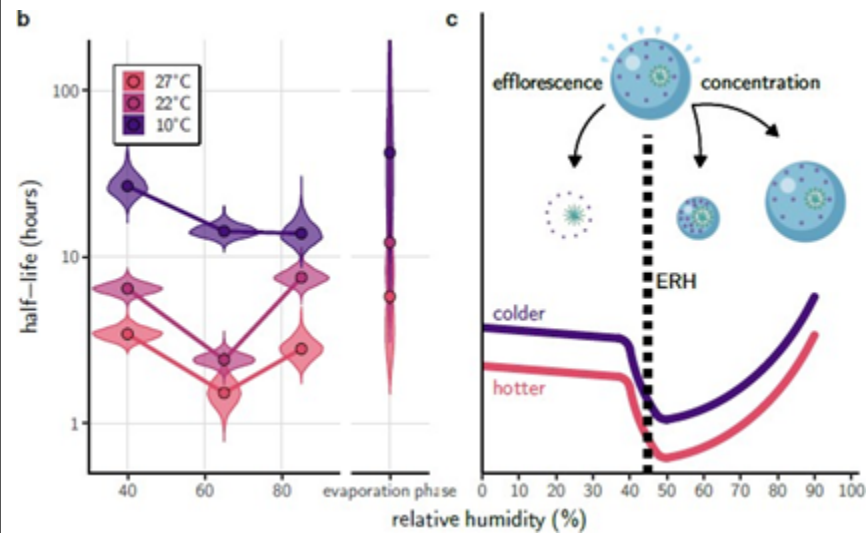 b
27°C
22°C
10°C
half-life (hours)
100
10
1
40
60
80
evaporation phase
relative humidity (%)
c
efflorescence
concentration
ERH
colder
hotter
0
10
20
30
40
50
60
70
80
90
100